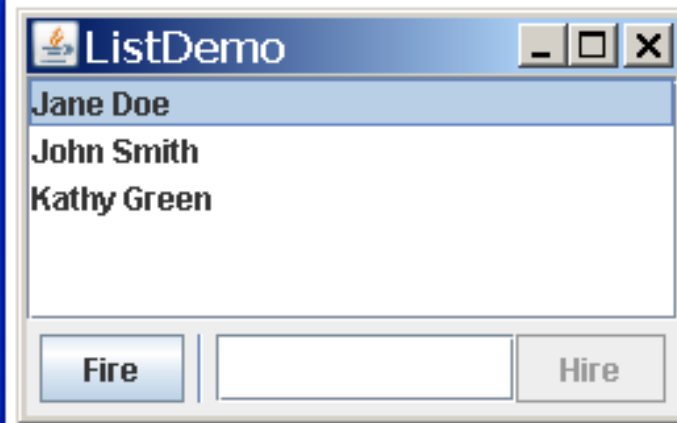 ListDemo
Jane Doe
John Smith
Kathy Green
Fire Hire